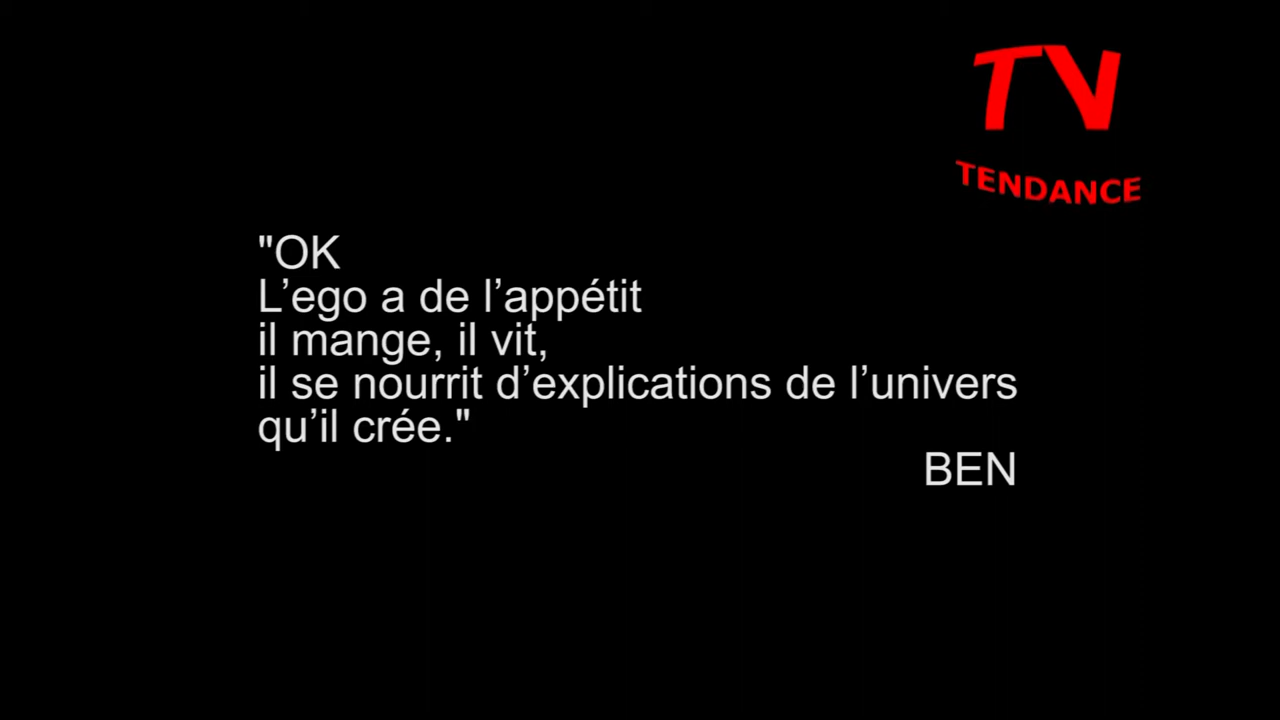 TV
TENDANCE
"OK
L’ego a de l’appétit
il mange, il vit,
il se nourrit d’explications de l’univers
qu’il crée."
BEN